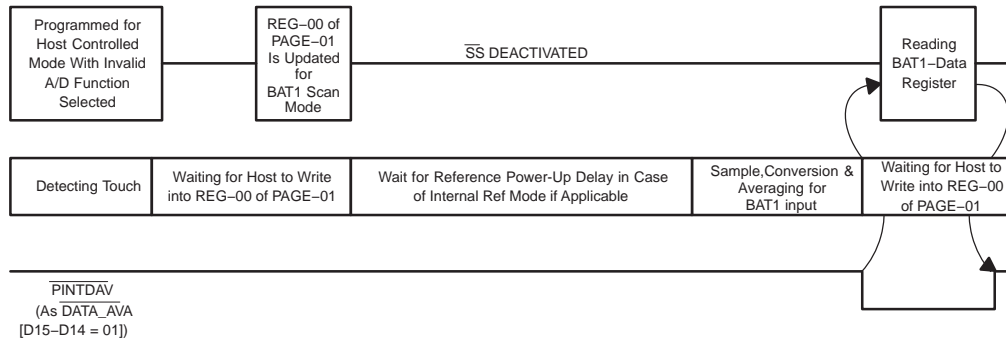 Programmed for
Host Controlled
Mode With Invalid
A/D Function
Selected
REG−00 of
PAGE−01
Is Updated
for
BAT1 Scan
Mode
SS DEACTIVATED
Reading
BAT1−Data
Register
Detecting Touch
Waiting for Host to Write
into REG−00 of PAGE−01
Wait for Reference Power-Up Delay in Case
of Internal Ref Mode if Applicable
Sample,Conversion &
Averaging for
BAT1 input
Waiting for Host to
Write into REG−00
of PAGE−01
PINTDAV
(As DATA_AVA
[D15−D14 = 01])